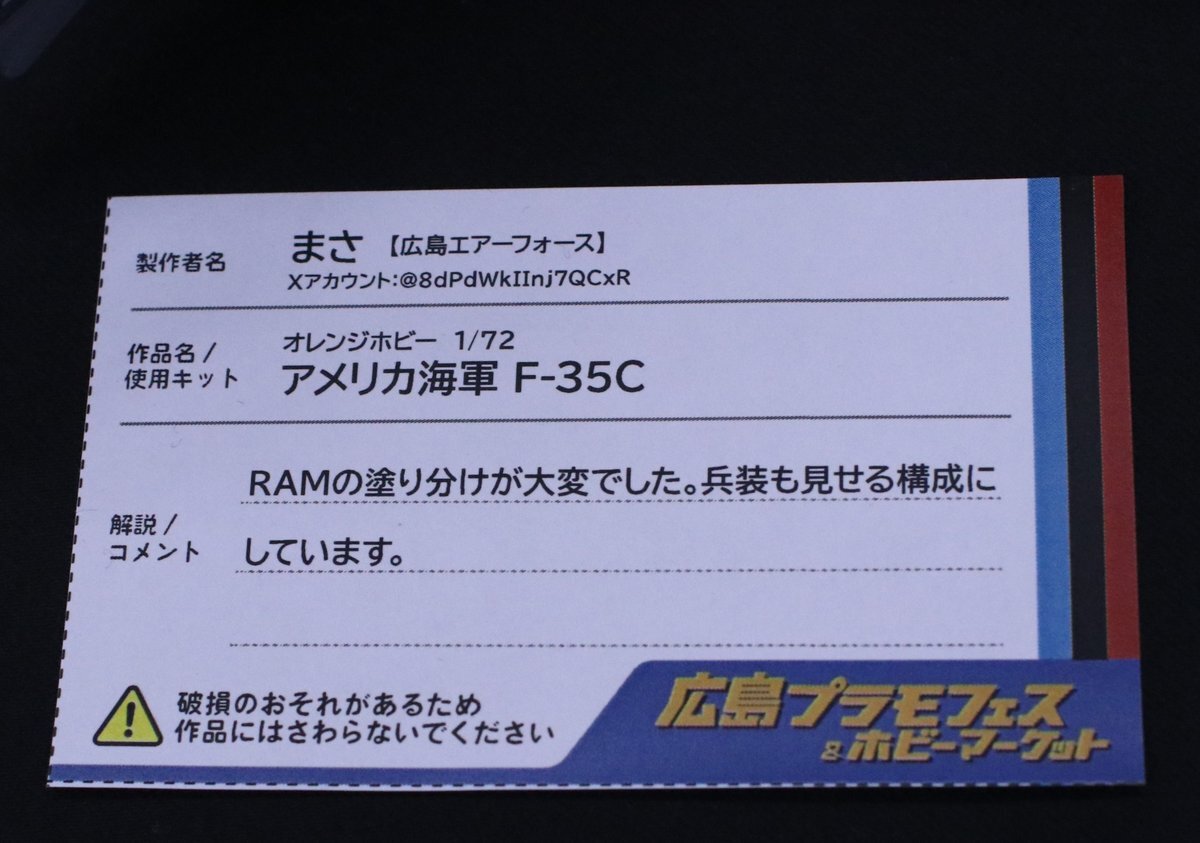 製作者名
まさ 【広島エアーフォース】
Xアカウント:@8dPdWkIInj7QCxR
作品名/
使用キット
オレンジホビー 1/72
アメリカ海軍 F-35C
解説/
コメント
RAMの塗り分けが大変でした。兵装も見せる構成に
しています。
破損のおそれがあるため
作品にはさわらないでください
広島プラモフェス
&ホビーマーケット